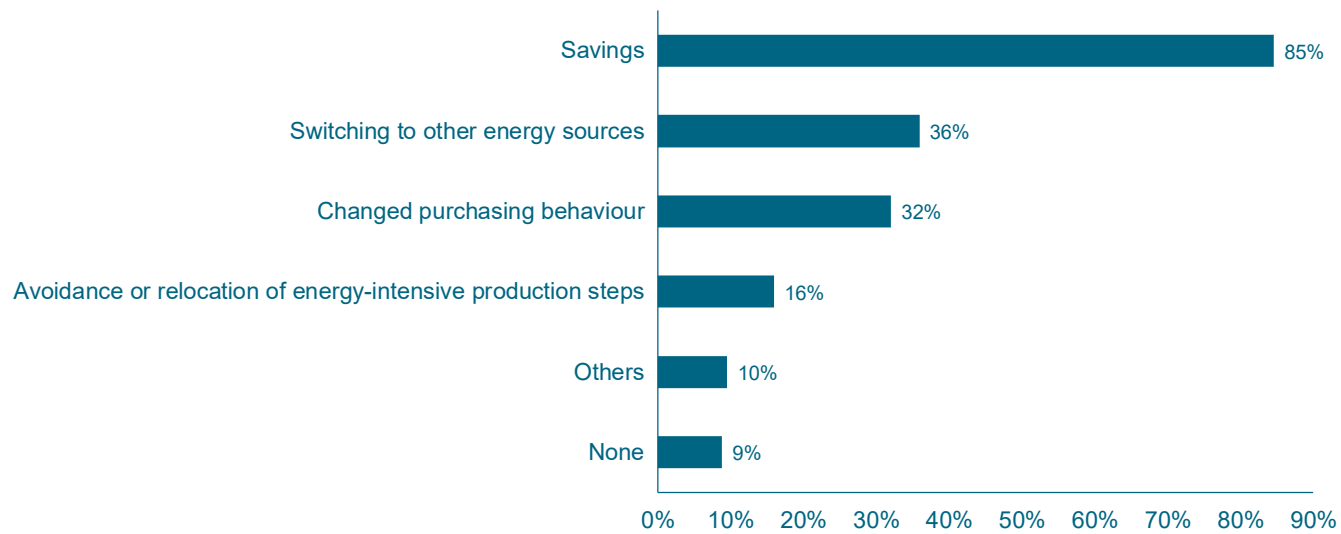 Savings 85%
Switching to other energy sources 36%
Changed purchasing behaviour 32%
Avoidance or relocation of energy-intensive production steps 16%
Others 10%
None 9%
0% 10% 20% 30% 40% 50% 60% 70% 80% 90%